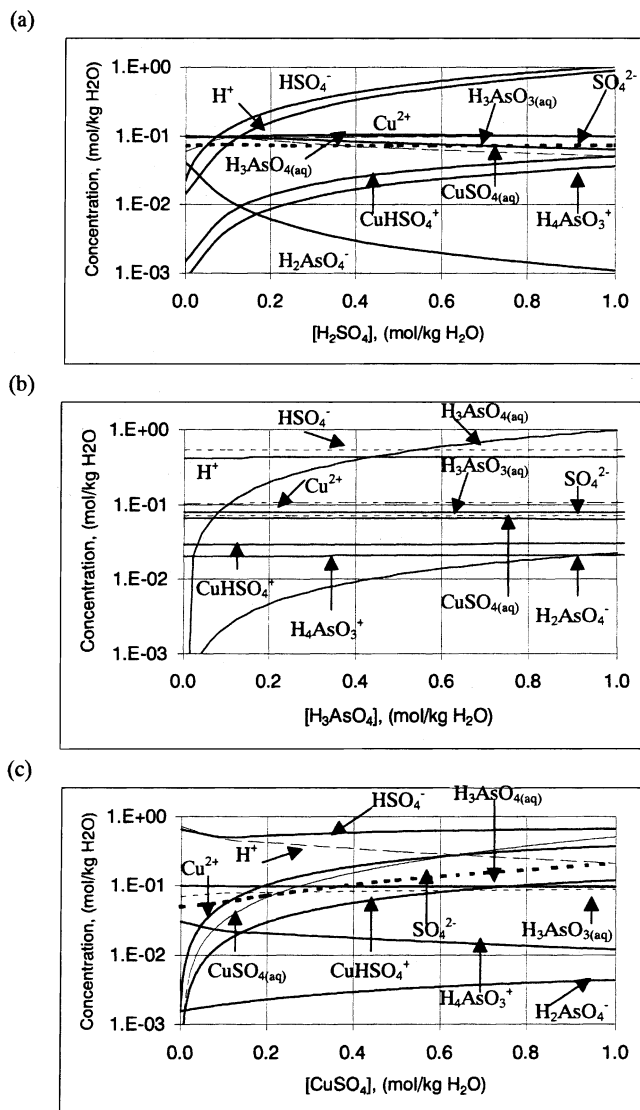 (a)
Concentration, (mol/kg H2O)
1.E+00
1.E-01
1.E-02
1.E-03
HSO4-
H+
H3AsO3(aq)
SO42-
Cu2+
H3AsO4(aq)
CuSO4(aq)
CuHSO4+
H4AsO3+
H2AsO4-
0.0 0.2 0.4 0.6 0.8 1.0
[H2SO4], (mol/kg H2O)
(b)
Concentration, (mol/kg H2O
1.E+00
1.E-01
1.E-02
1.E-03
HSO4-
H3AsO4(aq)
H+
Cu2+
H3AsO3(aq)
SO42-
CuHSO4+
H4AsO3+
CuSO4(aq)
H2AsO4-
0.0 0.2 0.4 0.6 0.8 1.0
[H3AsO4], (mol/kg H2O)
(c)
Concentration, (mol/kg H2O)
1.E+00
1.E-01
1.E-02
1.E-03
HSO4-
H3AsO4(aq)
H+
Cu2+
CuSO4(aq)
CuHSO4+
SO42-
H3AsO3(aq)
H4AsO3+
H2AsO4-
0.0 0.2 0.4 0.6 0.8 1.0
[CuSO4], (mol/kg H2O)